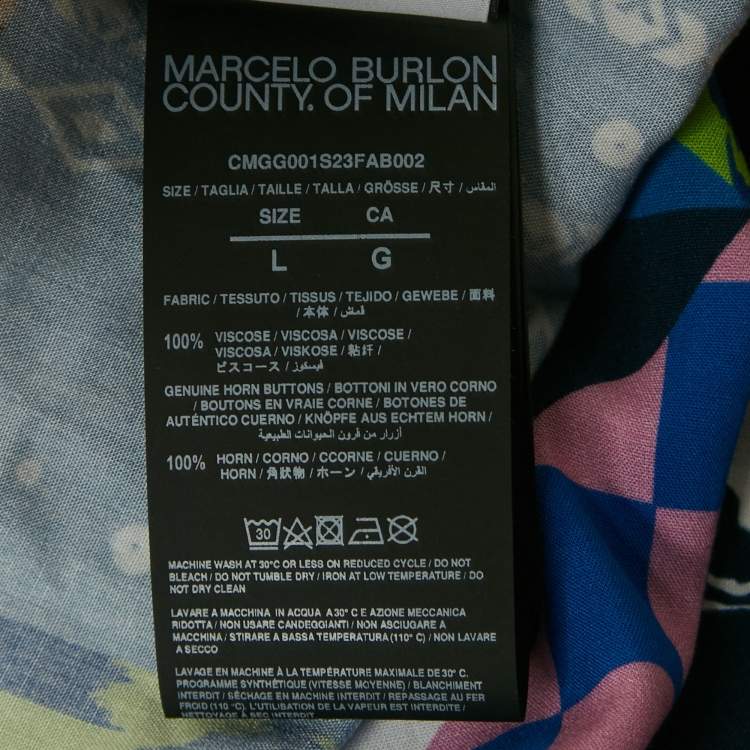 MARCELO BURLON
COUNTY. OF MILAN
CMGG001S23FAB002
SIZE / TAGLIA / TAILLE / TALLA / GRÖSSE / 尺寸 / المقاس
SIZE CA
L G
FABRIC / TESSUTO / TISSUS / TEJIDO / GEWEBE / 面料
/ 本体 / قماش /
100% VISCOSE / VISCOSA / VISCOSE /
VISCOSA / VISKOSE / 粘纤 /
ビスコース / فيسكوز /
GENUINE HORN BUTTONS / BOTTONI IN VERO CORNO
/ BOUTONS EN VRAIE CORNE / BOTONES DE
AUTÉNTICO CUERNO / KNÖPFE AUS ECHTEM HORN /
أزرار من قرون الحيوانات الطبيعية /
100% HORN / CORNO / CCORNE / CUERNO /
HORN / 角狀物 / ホーン / القرن الأفريقي /
30
MACHINE WASH AT 30°C OR LESS ON REDUCED CYCLE / DO NOT
BLEACH / DO NOT TUMBLE DRY / IRON AT LOW TEMPERATURE / DO
NOT DRY CLEAN
LAVARE A MACCHINA IN ACQUA A 30° C E AZIONE MECCANICA
RIDOTTA / NON USARE CANDEGGIANTI / NON ASCIUGARE A
MACCHINA / STIRARE A BASSA TEMPERATURA (110° C) / NON LAVARE
A SECCO
LAVAGE EN MACHINE À LA TEMPÉRATURE MAXIMALE DE 30° C.
PROGRAMME SYNTHÉTIQUE (VITESSE MOYENNE) / BLANCHIMENT
INTERDIT / SÉCHAGE EN MACHINE INTERDIT / REPASSAGE AU FER
FROID (110 °C). L'UTILISATION DE LA VAPEUR EST INTERDITE /
NETTOYAGE À SEC INTERDIT